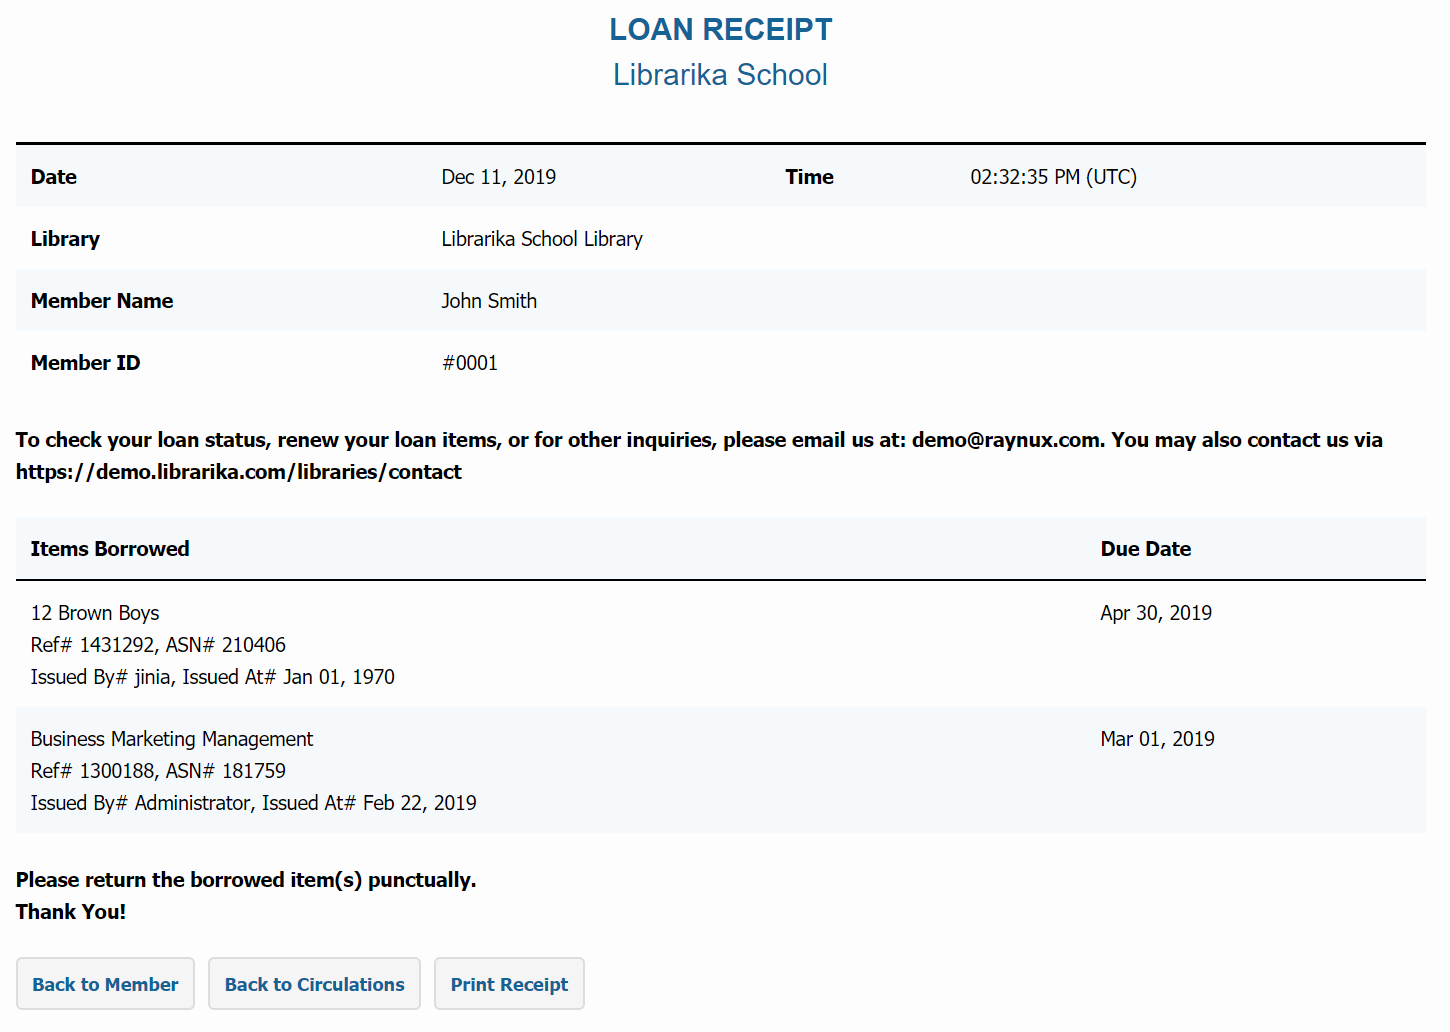 LOAN RECEIPT
Librarika School
Date Dec 11, 2019 Time 02:32:35 PM (UTC)
Library Librarika School Library
Member Name John Smith
Member ID #0001
To check your loan status, renew your loan items, or for other inquiries, please email us at: demo@raynux.com. You may also contact us via
https://demo.librarika.com/libraries/contact
Items Borrowed Due Date
12 Brown Boys Apr 30, 2019
Ref# 1431292, ASN# 210406
Issued By# jinia, Issued At# Jan 01, 1970
Business Marketing Management Mar 01, 2019
Ref# 1300188, ASN# 181759
Issued By# Administrator, Issued At# Feb 22, 2019
Please return the borrowed item(s) punctually.
Thank You!
Back to Member Back to Circulations Print Receipt